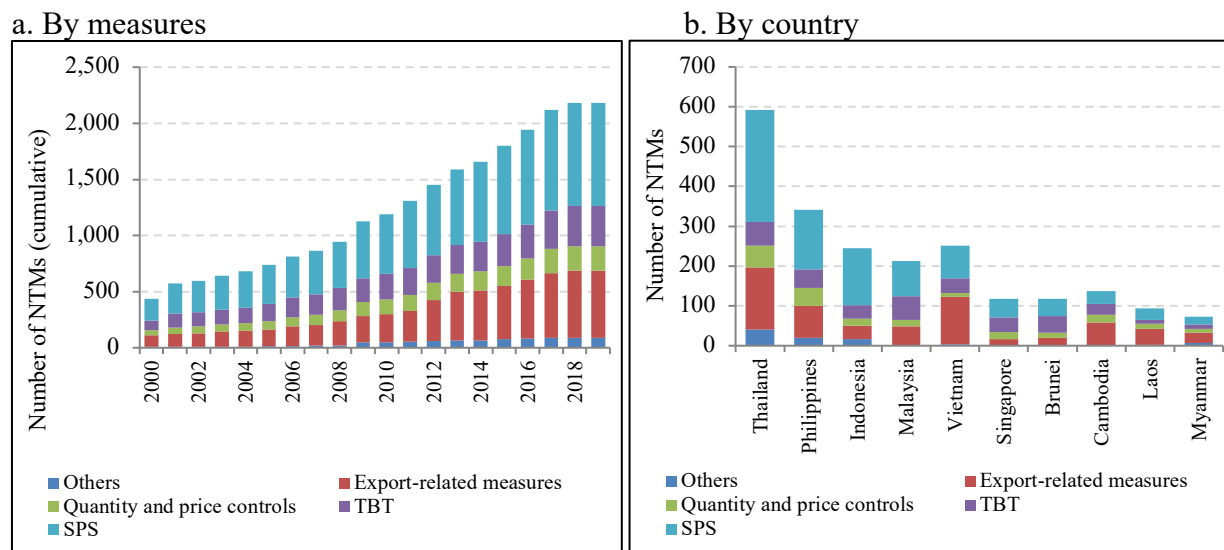 a. By measures
Number of NTMs (cumulative)
2,500
2,000
1,500
1,000
500
0
2000
2002
2004
2006
2008
2010
2012
2014
2016
2018
Others
Export-related measures
Quantity and price controls
TBT
SPS
b. By country
Number of NTMs
700
600
500
400
300
200
100
0
Thailand
Philippines
Indonesia
Malaysia
Vietnam
Singapore
Brunei
Cambodia
Laos
Myanmar
Others
Export-related measures
Quantity and price controls
TBT
SPS